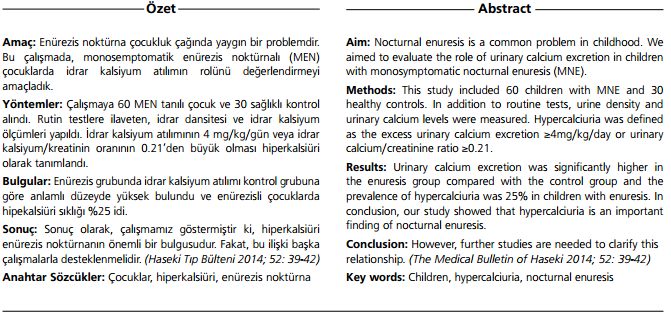 Özet
Amaç: Enürezis noktürna çocukluk çağında yaygın bir problemdir.
Bu çalışmada, monosemptomatik enürezis noktürnalı (MEN)
çocuklarda idrar kalsiyum atılımın rolünü değerlendirmeyi
amaçladık.
Yöntemler: Çalışmaya 60 MEN tanılı çocuk ve 30 sağlıklı kontrol
alındı. Rutin testlere ilaveten, idrar dansitesi ve idrar kalsiyum
ölçümleri yapıldı. İdrar kalsiyum atılımının 4 mg/kg/gün veya idrar
kalsiyum/kreatinin oranının 0.21’den büyük olması hiperkalsiüri
olarak tanımlandı.
Bulgular: Enürezis grubunda idrar kalsiyum atılımı kontrol grubuna
göre anlamlı düzeyde yüksek bulundu ve enürezisli çocuklarda
hipekalsiüri sıklığı %25 idi.
Sonuç: Sonuç olarak, çalışmamız göstermiştir ki, hiperkalsiüri
enürezis noktürnanın önemli bir bulgusudur. Fakat, bu ilişki başka
çalışmalarla desteklenmelidir. (Haseki Tıp Bülteni 2014; 52: 39-42)
Anahtar Sözcükler: Çocuklar, hiperkalsiüri, enürezis noktürna
Abstract
Aim: Nocturnal enuresis is a common problem in childhood. We
aimed to evaluate the role of urinary calcium excretion in children
with monosymptomatic nocturnal enuresis (MNE).
Methods: This study included 60 children with MNE and 30
healthy controls. In addition to routine tests, urine density and
urinary calcium levels were measured. Hypercalciuria was defined
as the excess urinary calcium excretion ≥4mg/kg/day or urinary
calcium/creatinine ratio ≥0.21.
Results: Urinary calcium excretion was significantly higher in
the enuresis group compared with the control group and the
prevalence of hypercalciuria was 25% in children with enuresis. In
conclusion, our study showed that hypercalciuria is an important
finding of nocturnal enuresis.
Conclusion: However, further studies are needed to clarify this
relationship. (The Medical Bulletin of Haseki 2014; 52: 39-42)
Key words: Children, hypercalciuria, nocturnal enuresis